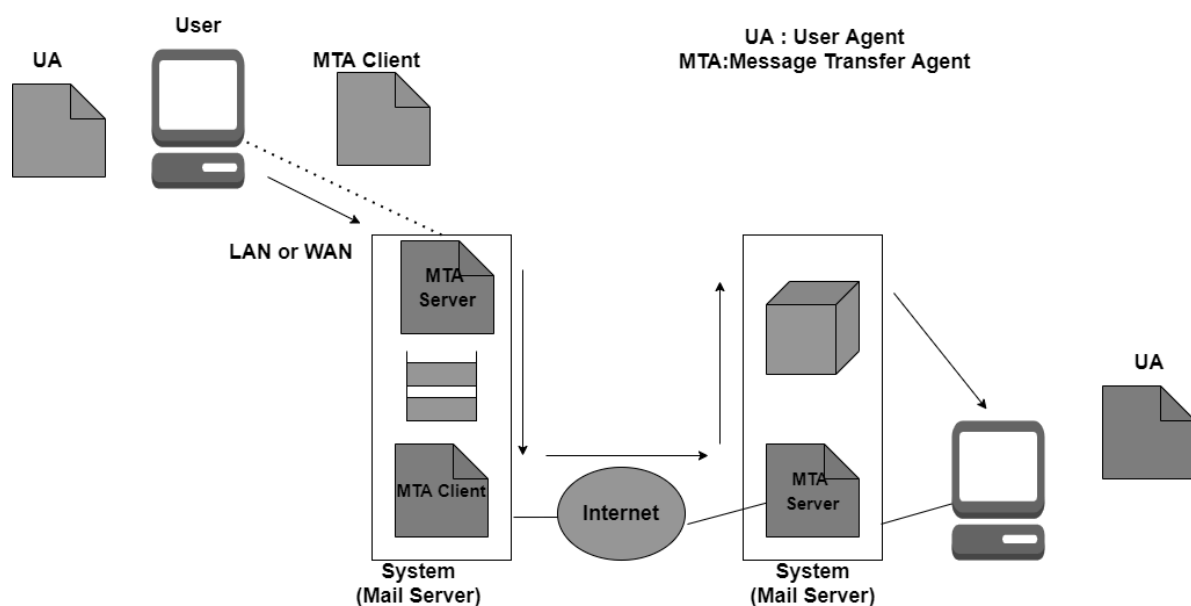 User
UA : User Agent
MTA:Message Transfer Agent
UA
MTA Client
LAN or WAN
MTA
Server
UA
MTA Client
Internet
MTA
Server
System
(Mail Server)
System
(Mail Server)